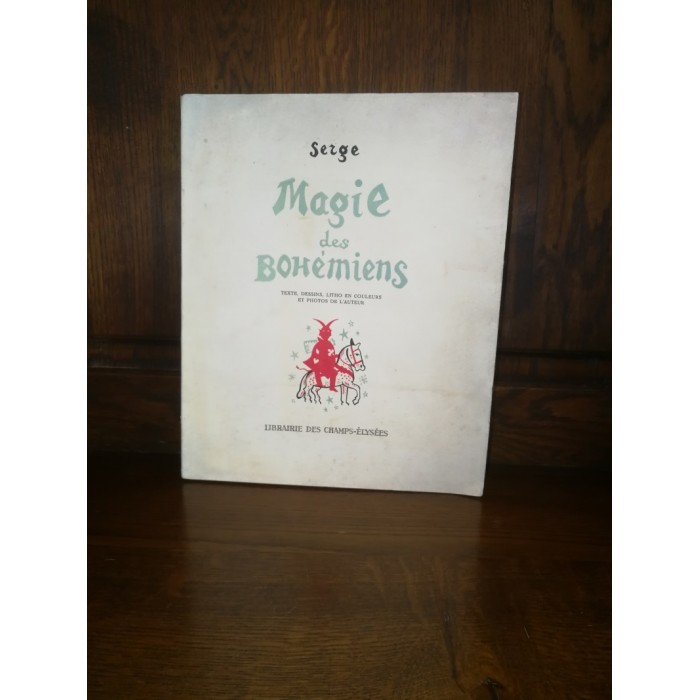 Serge
Magie
des
BOHéMiENS
TEXTE, DESSINS, LITHO EN COULEURS
ET PHOTOS DE L'AUTEUR
LIBRAIRIE DES CHAMPS-ÉLYSÉES